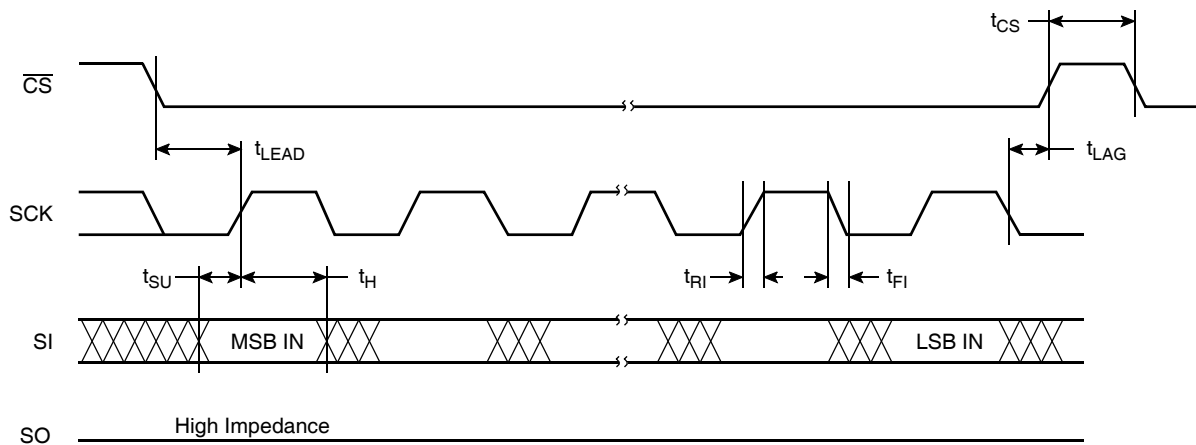 tCS
CS
tLEAD
tLAG
SCK
tSU
tH
tRI
tFI
SI
MSB IN
LSB IN
High Impedance
SO